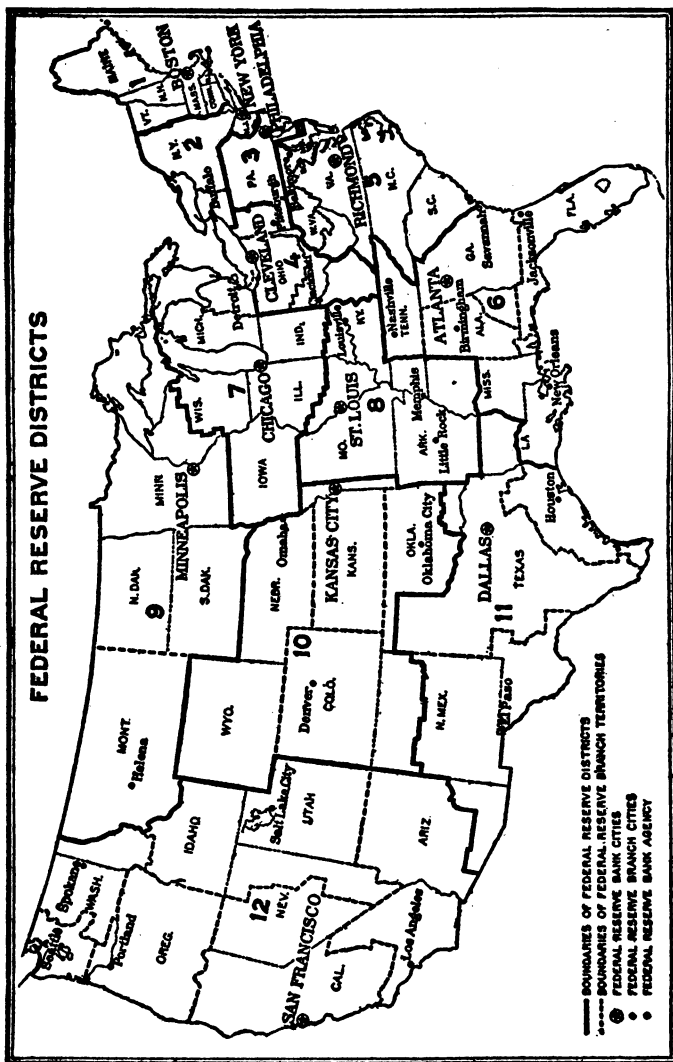 FEDERAL RESERVE DISTRICTS
Seattle
Spokane
WASH.
Portland
OREG.
IDAHO
MONT.
Helena
N. DAK.
9
S. DAK.
MINN
MINNEAPOLIS
WIS.
MICH.
Detroit
7
CHICAGO
IOWA
ILL.
IND.
WYO.
NEBR.
Omaha
12
NEV.
SAN FRANCISCO
CAL.
Los Angeles
Salt Lake City
UTAH
ARIZ.
10
Denver
COLO.
KANSAS CITY
KANS.
MO.
ST. LOUIS
8
Louisville
KY.
CLEVELAND
OHIO
4
Pittsburgh
MAINE
1
VT.
N.H.
BOSTON
MASS.
N.Y.
2
Buffalo
NEW YORK
PA.
3
PHILADELPHIA
W.VA.
VA.
RICHMOND
5
N.C.
S.C.
Nashville
TENN.
Memphis
ARK.
Little Rock
OKLA.
Oklahoma City
N. MEX.
El Paso
DALLAS
TEXAS
11
Houston
LA
New Orleans
MISS.
ATLANTA
Birmingham
ALA.
6
GA.
Savannah
Jacksonville
FLA.
BOUNDARIES OF FEDERAL RESERVE DISTRICTS
BOUNDARIES OF FEDERAL RESERVE BRANCH TERRITORIES
FEDERAL RESERVE BANK CITIES
FEDERAL RESERVE BRANCH CITIES
FEDERAL RESERVE BANK AGENCY